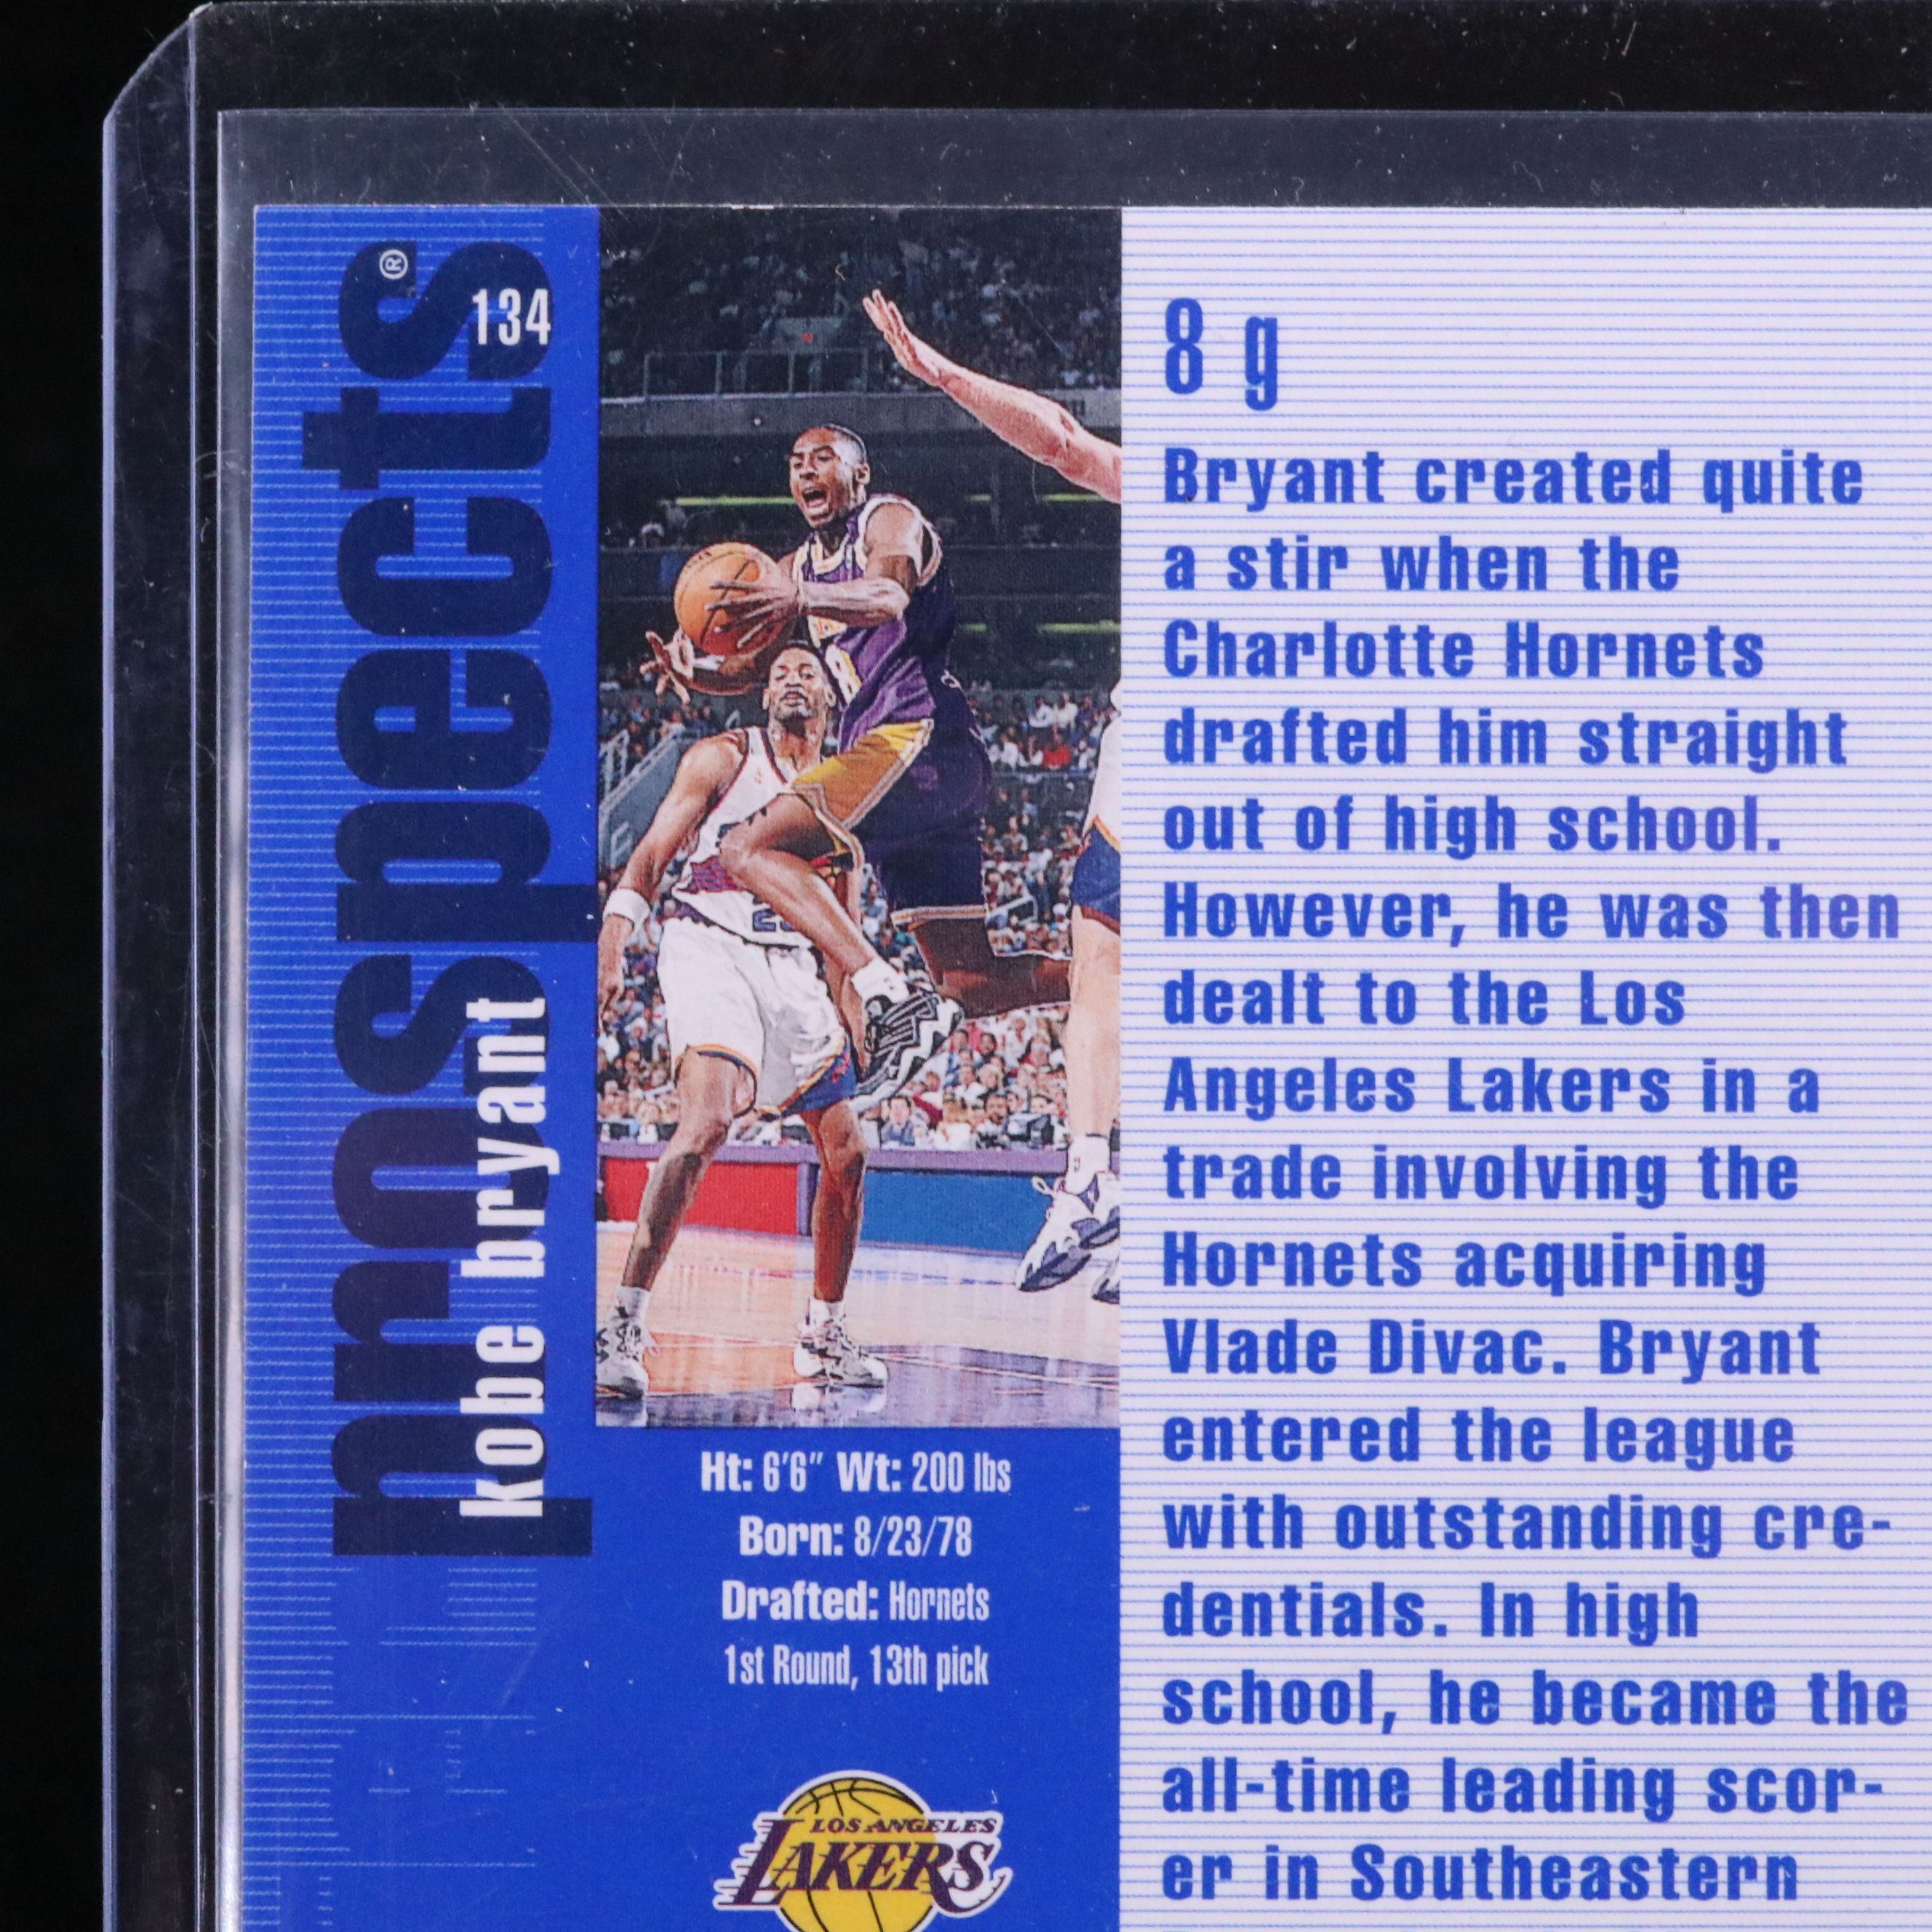 prospects®
134
kobe bryant
Ht: 6'6" Wt: 200 lbs
Born: 8/23/78
Drafted: Hornets
1st Round, 13th pick
LOS ANGELES
LAKERS
8 g
Bryant created quite
a stir when the
Charlotte Hornets
drafted him straight
out of high school.
However, he was then
dealt to the Los
Angeles Lakers in a
trade involving the
Hornets acquiring
Vlade Divac. Bryant
entered the league
with outstanding cre-
dentials. In high
school, he became the
all-time leading scor-
er in Southeastern